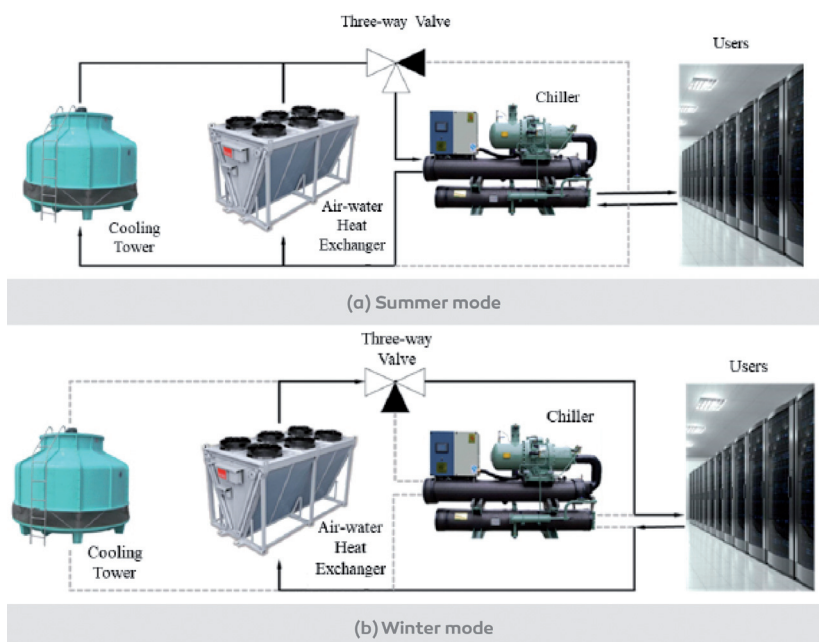 Three-way Valve
Users
Chiller
Cooling
Tower
Air-water
Heat
Exchanger
(a) Summer mode
Three-way
Valve
Users
Chiller
Cooling
Tower
Air-water
Heat
Exchanger
(b) Winter mode